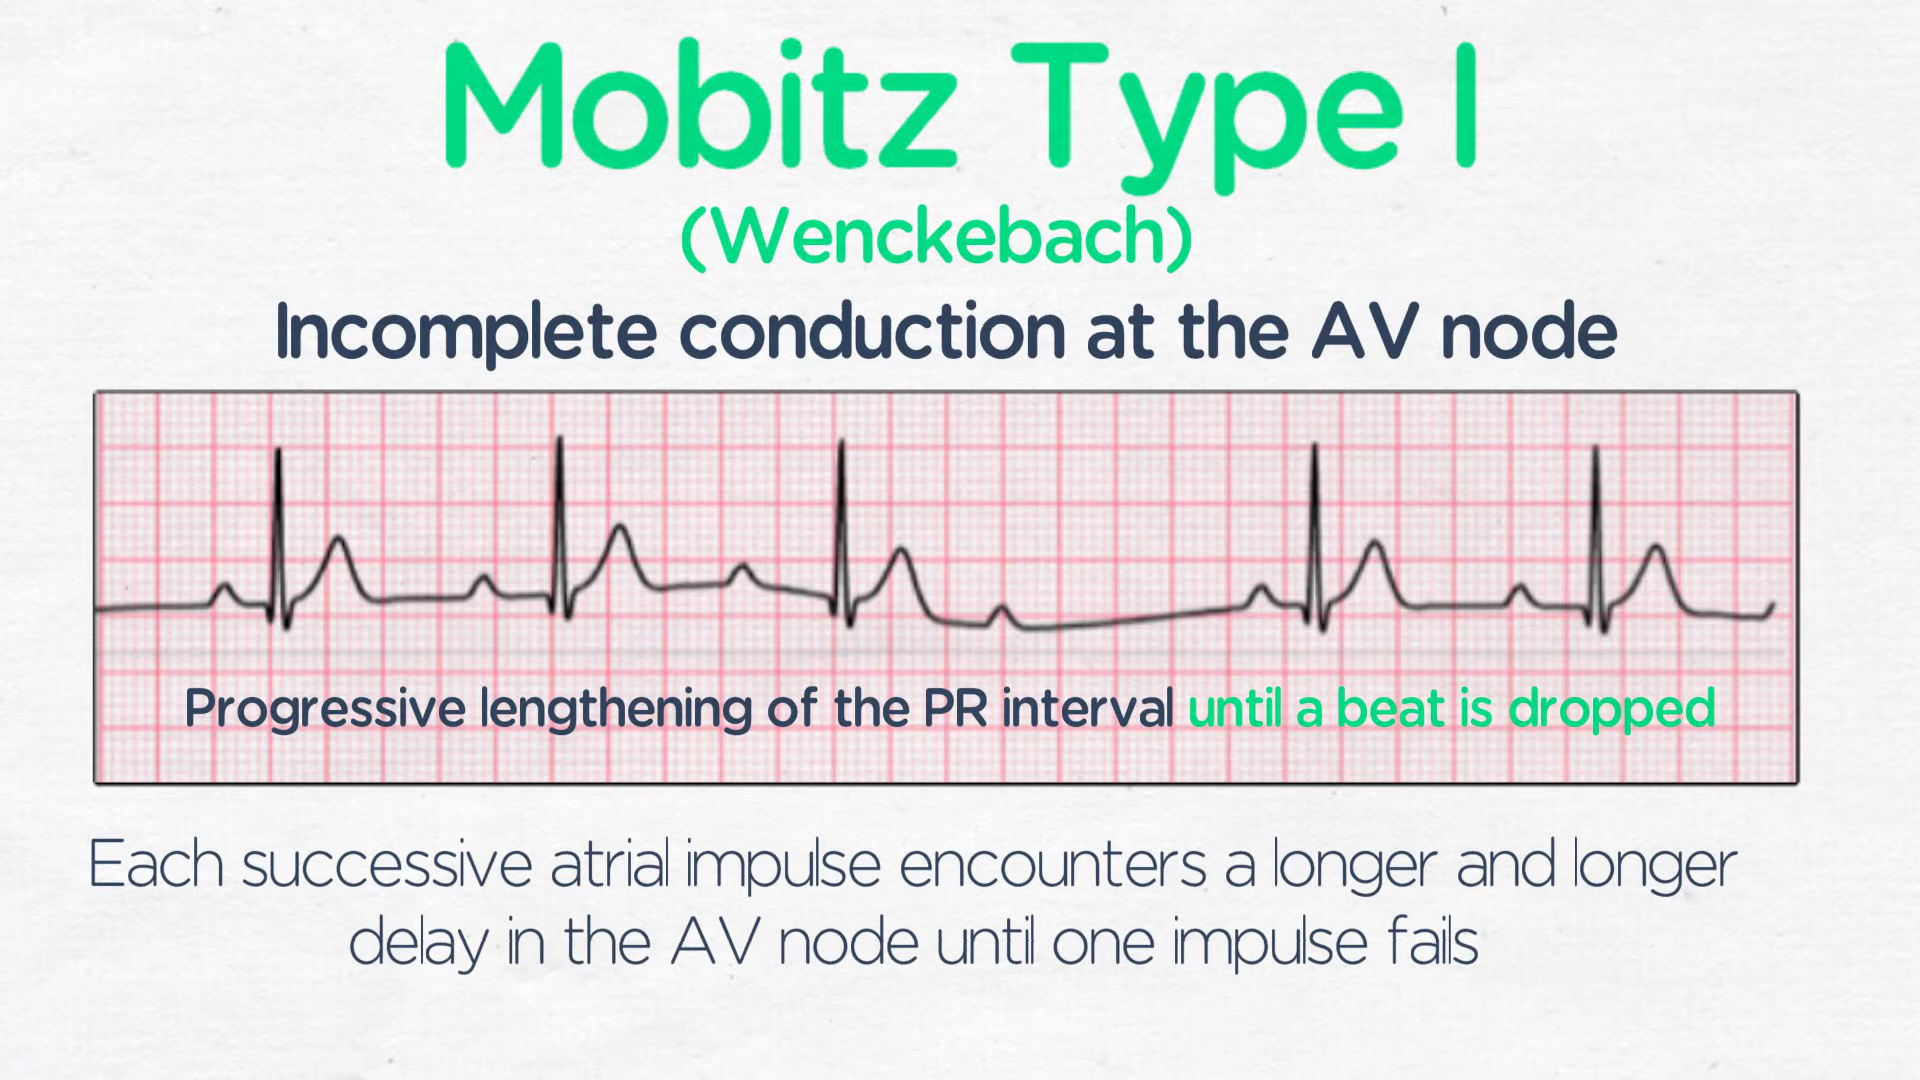 Mobitz Type I
(Wenckebach)
Incomplete conduction at the AV node
Progressive lengthening of the PR interval until a beat is dropped
Each successive atrial impulse encounters a longer and longer
delay in the AV node until one impulse fails